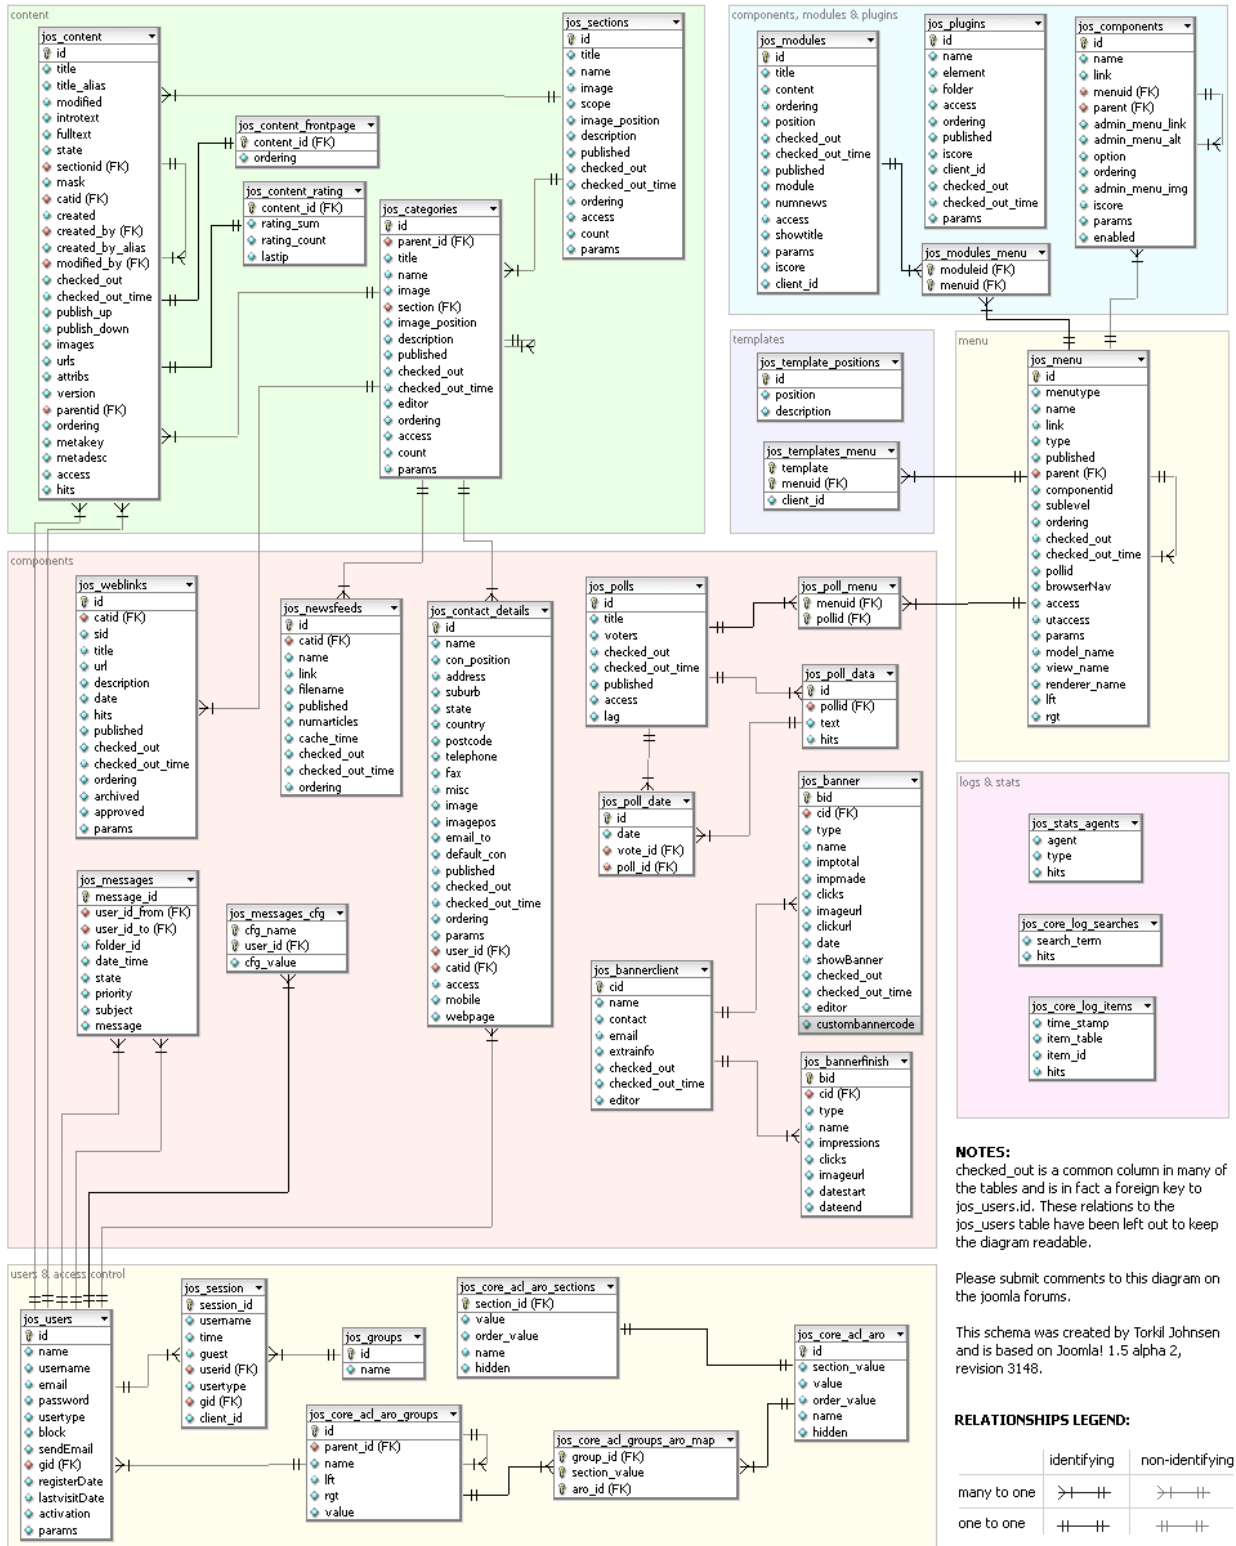 content
jos_content
id
title
title_alias
modified
introtext
fulltext
state
sectionid (FK)
mask
catid (FK)
created
created_by (FK)
created_by_alias
modified_by (FK)
checked_out
checked_out_time
publish_up
publish_down
images
urls
attribs
version
parentid (FK)
ordering
metakey
metadesc
access
hits
jos_content_frontpage
content_id (FK)
ordering
jos_content_rating
content_id (FK)
rating_sum
rating_count
lastip
jos_categories
id
parent_id (FK)
title
name
image
section (FK)
image_position
description
published
checked_out
checked_out_time
editor
ordering
access
count
params
jos_sections
id
title
name
image
scope
image_position
description
published
checked_out
checked_out_time
ordering
access
count
params
components, modules & plugins
jos_modules
id
title
content
ordering
position
checked_out
checked_out_time
published
module
numnews
access
showtitle
params
iscore
client_id
jos_plugins
id
name
element
folder
access
ordering
published
iscore
client_id
checked_out
checked_out_time
params
jos_modules_menu
moduleid (FK)
menuid (FK)
jos_components
id
name
link
menuid (FK)
parent (FK)
admin_menu_link
admin_menu_alt
option
ordering
admin_menu_img
iscore
params
enabled
templates
jos_template_positions
id
position
description
jos_templates_menu
template
menuid (FK)
client_id
menu
jos_menu
id
menutype
name
link
type
published
parent (FK)
componentid
sublevel
ordering
checked_out
checked_out_time
pollid
browserNav
access
utaccess
params
model_name
view_name
renderer_name
lft
rgt
components
jos_weblinks
id
catid (FK)
sid
title
url
description
date
hits
published
checked_out
checked_out_time
ordering
archived
approved
params
jos_newsfeeds
id
catid (FK)
name
link
filename
published
numarticles
cache_time
checked_out
checked_out_time
ordering
jos_contact_details
id
name
con_position
address
suburb
state
country
postcode
telephone
fax
misc
image
imagepos
email_to
default_con
published
checked_out
checked_out_time
ordering
params
user_id (FK)
catid (FK)
access
mobile
webpage
jos_polls
id
title
voters
checked_out
checked_out_time
published
access
lag
jos_poll_menu
menuid (FK)
pollid (FK)
jos_poll_data
id
pollid (FK)
text
hits
jos_poll_date
id
date
vote_id (FK)
poll_id (FK)
jos_banner
bid
cid (FK)
type
name
imptotal
impmade
clicks
imageurl
clickurl
date
showBanner
checked_out
checked_out_time
editor
custombannercode
jos_messages
message_id
user_id_from (FK)
user_id_to (FK)
folder_id
date_time
state
priority
subject
message
jos_messages_cfg
cfg_name
user_id (FK)
cfg_value
jos_bannerclient
cid
name
contact
email
extrainfo
checked_out
checked_out_time
editor
jos_bannerfinish
bid
cid (FK)
type
name
impressions
clicks
imageurl
datestart
dateend
logs & stats
jos_stats_agents
agent
type
hits
jos_core_log_searches
search_term
hits
jos_core_log_items
time_stamp
item_table
item_id
hits
users & access control
jos_users
id
name
username
email
password
usertype
block
sendEmail
gid (FK)
registerDate
lastvisitDate
activation
params
jos_session
session_id
username
time
guest
userid (FK)
usertype
gid (FK)
client_id
jos_groups
id
name
jos_core_acl_aro_sections
section_id (FK)
value
order_value
name
hidden
jos_core_acl_aro
id
section_value
value
order_value
name
hidden
jos_core_acl_aro_groups
id
parent_id (FK)
name
lft
rgt
value
jos_core_acl_groups_aro_map
group_id (FK)
section_value
aro_id (FK)
NOTES:
checked_out is a common column in many of
the tables and is in fact a foreign key to
jos_users.id. These relations to the
jos_users table have been left out to keep
the diagram readable.
Please submit comments to this diagram on
the joomla forums.
This schema was created by Torkil Johnsen
and is based on Joomla! 1.5 alpha 2,
revision 3148.
RELATIONSHIPS LEGEND:
identifying non-identifying
many to one
one to one